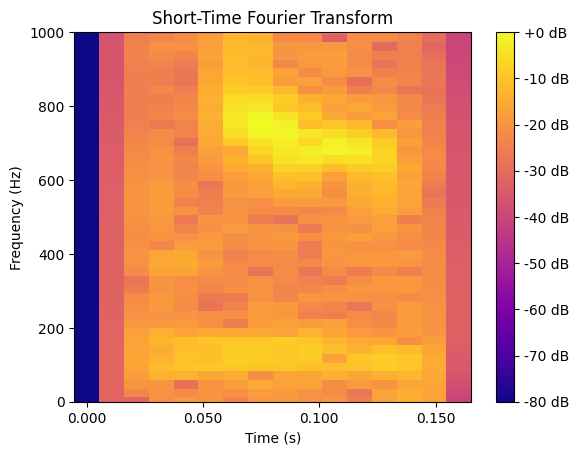 Short-Time Fourier Transform
1000
800
600
400
200
0
Frequency (Hz)
0.000
0.050
0.100
0.150
Time (s)
+0 dB
-10 dB
-20 dB
-30 dB
-40 dB
-50 dB
-60 dB
-70 dB
-80 dB